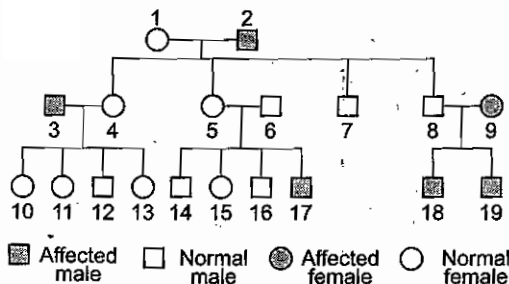 1 2
3 4 5 6 7 8 9
10 11 12 13 14 15 16 17 18 19
Affected male Normal male Affected female Normal female